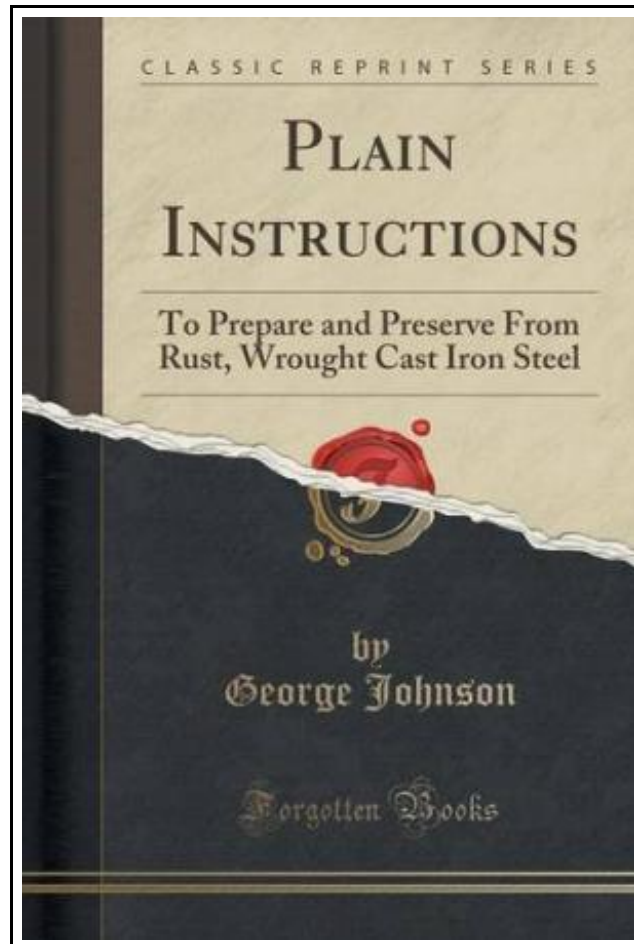 CLASSIC REPRINT SERIES
PLAIN
INSTRUCTIONS
To Prepare and Preserve From
Rust, Wrought Cast Iron Steel
by
George Johnson
Forgotten Books